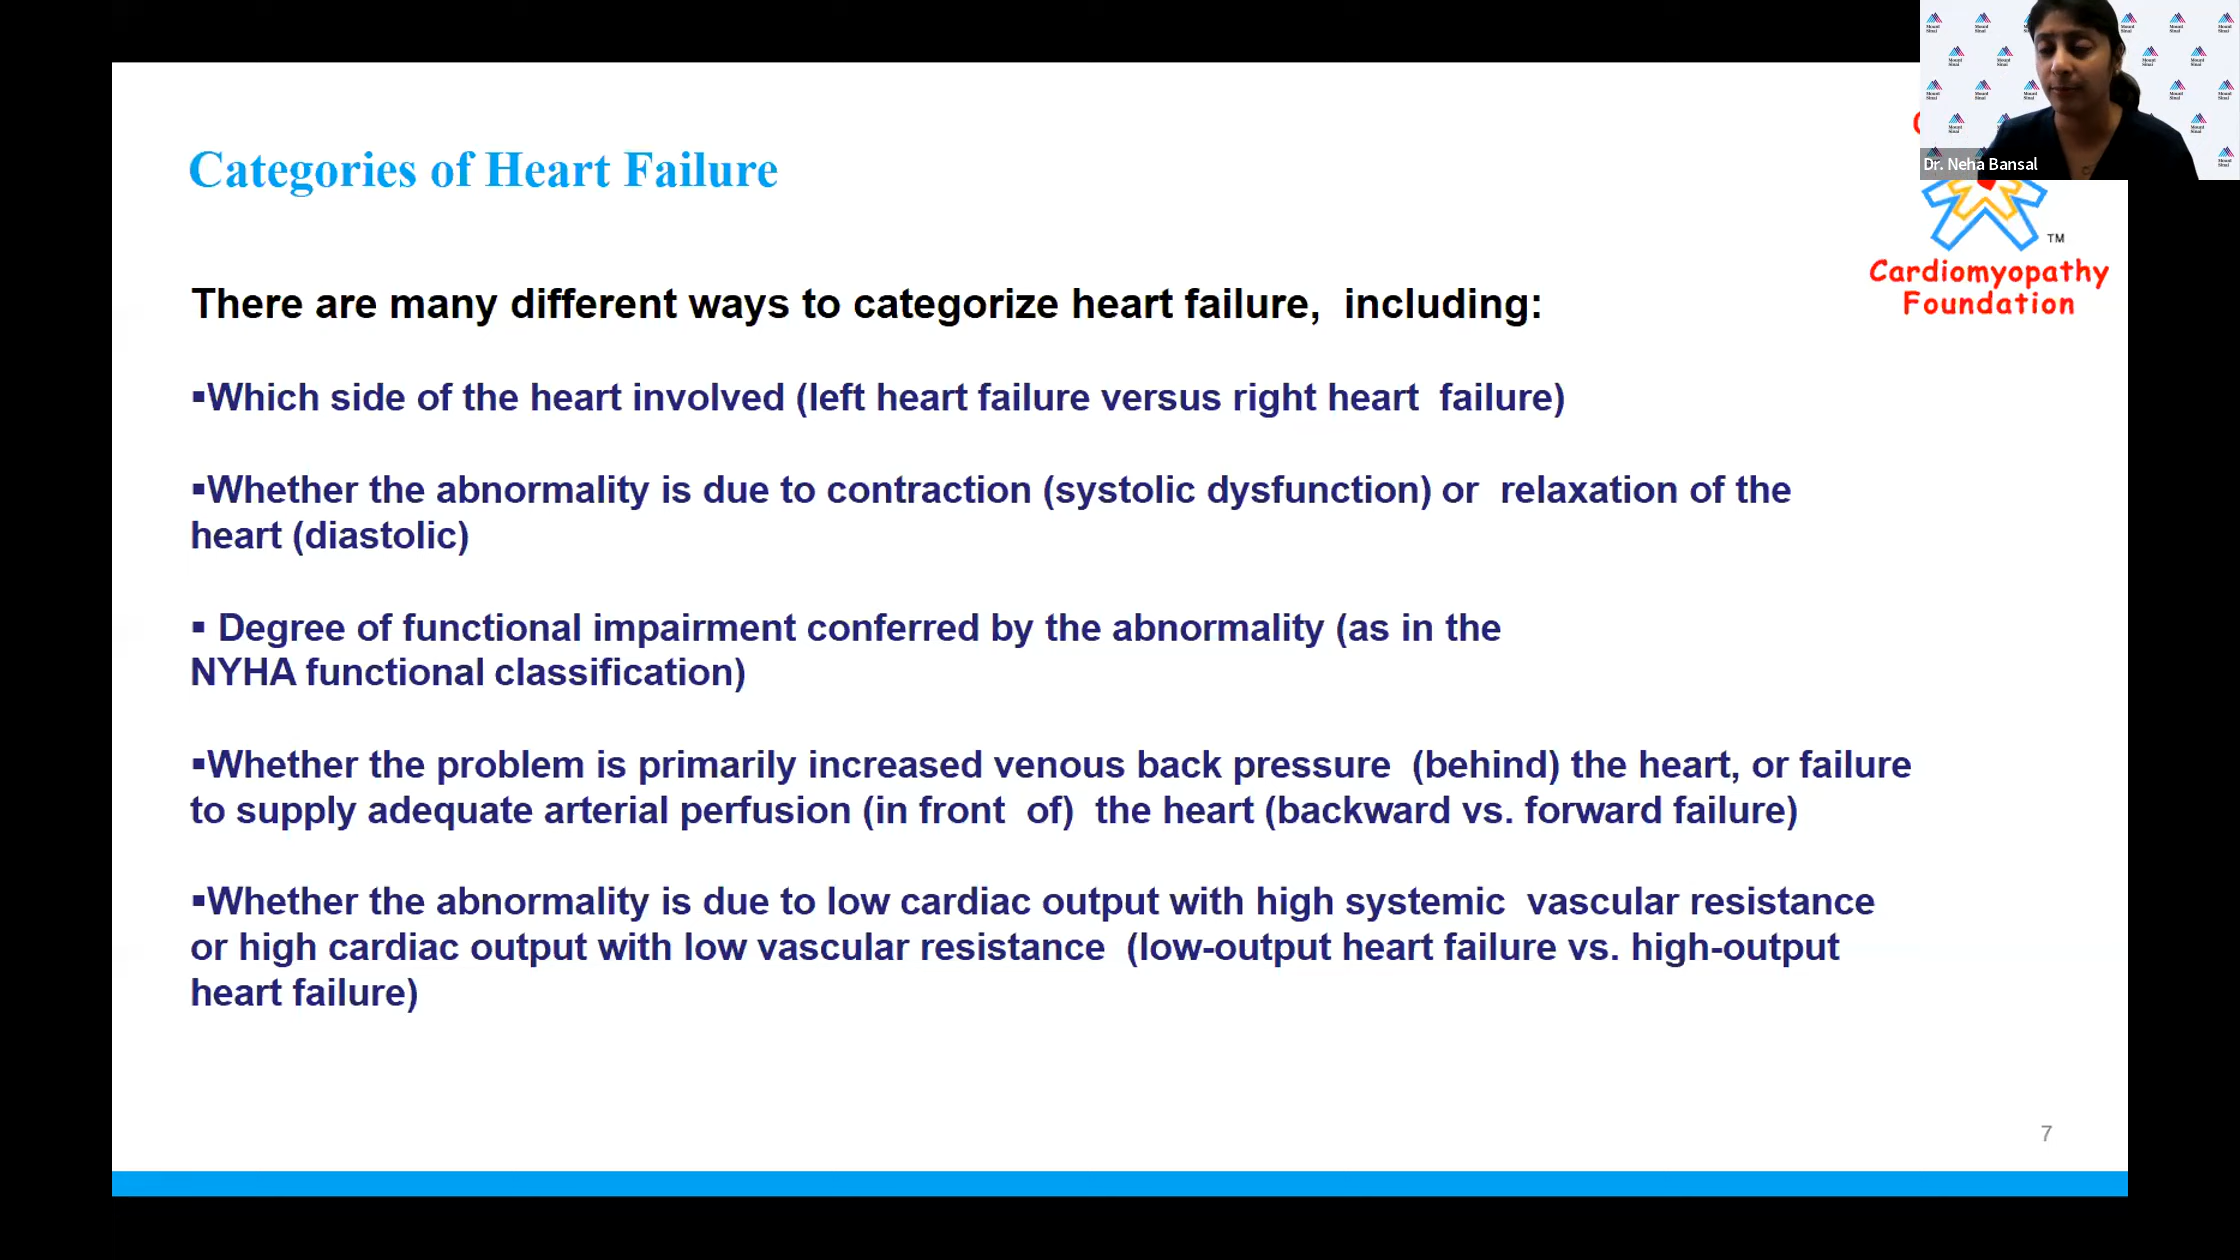 Categories of Heart Failure
There are many different ways to categorize heart failure, including:
▪Which side of the heart involved (left heart failure versus right heart failure)
▪Whether the abnormality is due to contraction (systolic dysfunction) or relaxation of the
heart (diastolic)
▪ Degree of functional impairment conferred by the abnormality (as in the
NYHA functional classification)
▪Whether the problem is primarily increased venous back pressure (behind) the heart, or failure
to supply adequate arterial perfusion (in front of) the heart (backward vs. forward failure)
▪Whether the abnormality is due to low cardiac output with high systemic vascular resistance
or high cardiac output with low vascular resistance (low-output heart failure vs. high-output
heart failure)
Dr. Neha Bansal
Mount
Sinai
TM
Cardiomyopathy
Foundation
7